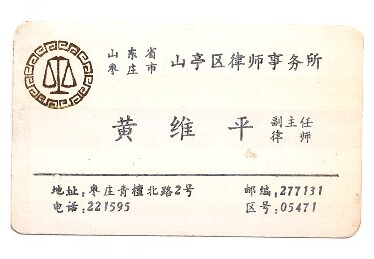 山东省
枣庄市 山亭区律师事务所
黄维平 副主任
律师
地址:枣庄青檀北路2号 邮编:277131
电话:221595 区号:05471